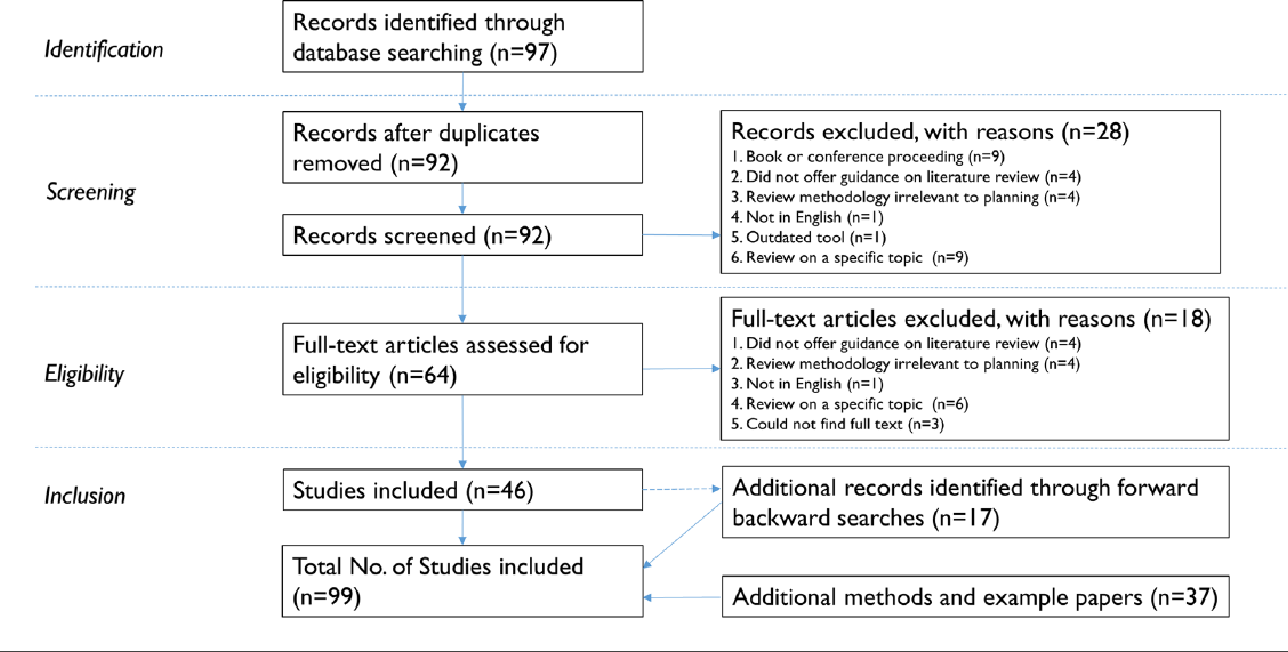 Identification
Records identified through
database searching (n=97)
Screening
Records after duplicates
removed (n=92)
Records screened (n=92)
Records excluded, with reasons (n=28)
1. Book or conference proceeding (n=9)
2. Did not offer guidance on literature review (n=4)
3. Review methodology irrelevant to planning (n=4)
4. Not in English (n=1)
5. Outdated tool (n=1)
6. Review on a specific topic (n=9)
Eligibility
Full-text articles assessed for
eligibility (n=64)
Full-text articles excluded, with reasons (n=18)
1. Did not offer guidance on literature review (n=4)
2. Review methodology irrelevant to planning (n=4)
3. Not in English (n=1)
4. Review on a specific topic (n=6)
5. Could not find full text (n=3)
Inclusion
Studies included (n=46)
Additional records identified through forward
backward searches (n=17)
Total No. of Studies included
(n=99)
Additional methods and example papers (n=37)